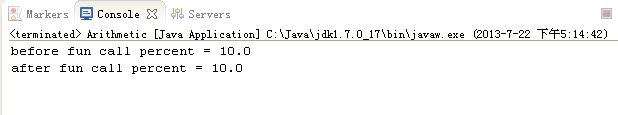 Markers Console Servers
<terminated> Arithmetic [Java Application] C:\Java\jdk1.7.0_17\bin\javaw.exe (2013-7-22 下午5:14:42)
before fun call percent = 10.0
after fun call percent = 10.0